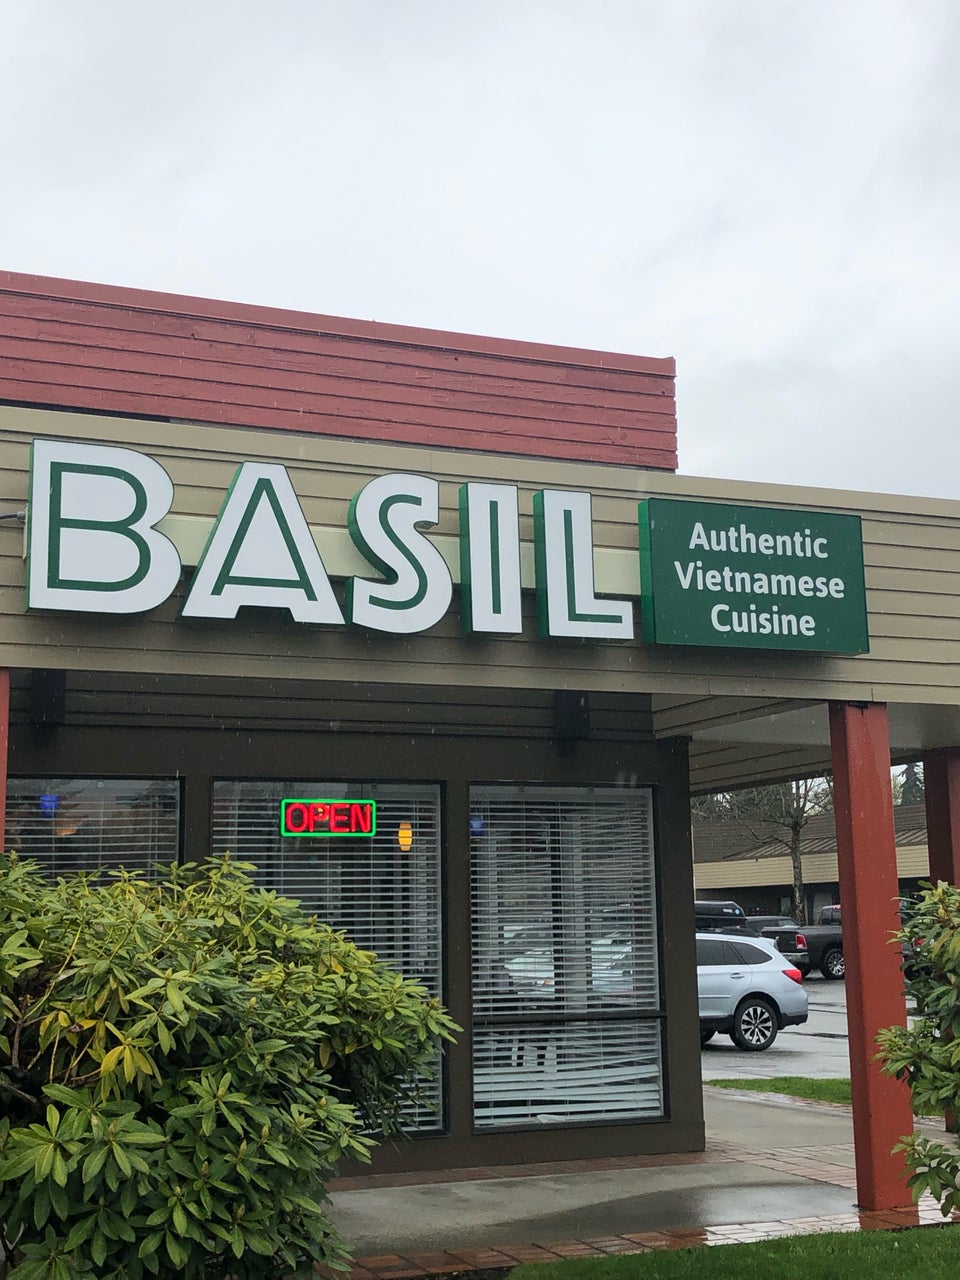 BASIL
Authentic
Vietnamese
Cuisine
OPEN